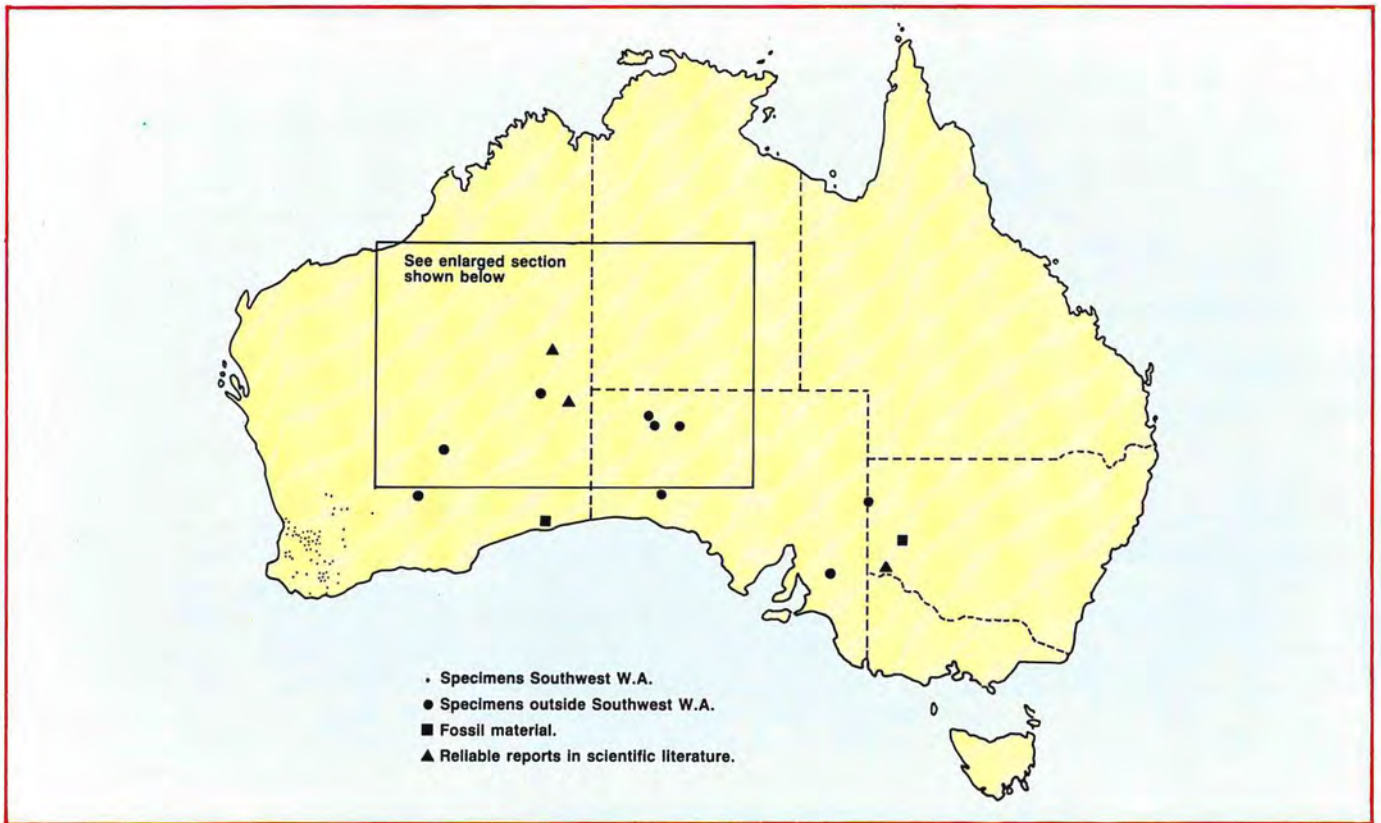 See enlarged section
shown below
Specimens Southwest W.A.
Specimens outside Southwest W.A.
Fossil material.
Reliable reports in scientific literature.